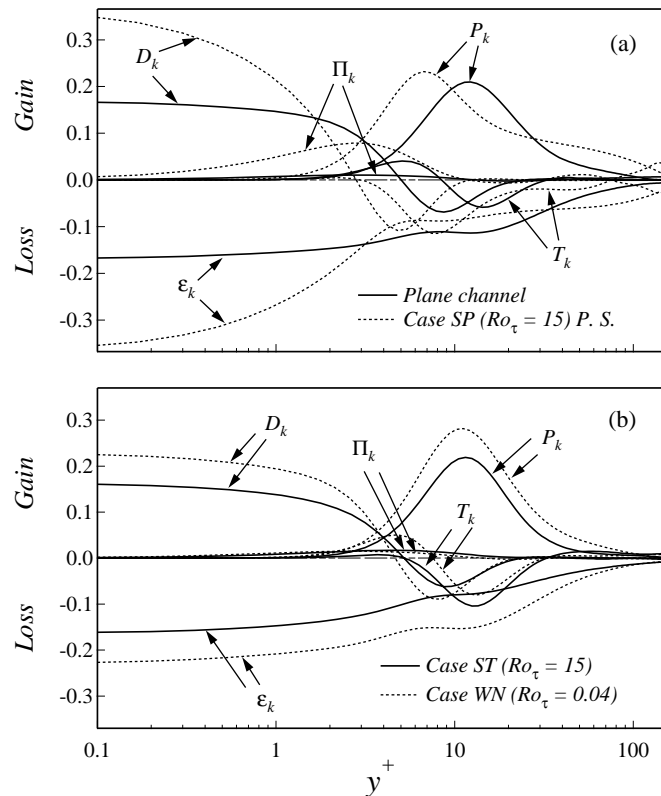 (a)
0.3
0.2
0.1
0.0
-0.1
-0.2
-0.3
Gain
Loss
D_k
Π_k
P_k
T_k
ε_k
Plane channel
Case SP (Ro_τ = 15) P. S.
(b)
0.3
0.2
0.1
0.0
-0.1
-0.2
-0.3
Gain
Loss
D_k
Π_k
P_k
T_k
ε_k
Case ST (Ro_τ = 15)
Case WN (Ro_τ = 0.04)
0.1
1
10
100
y^+